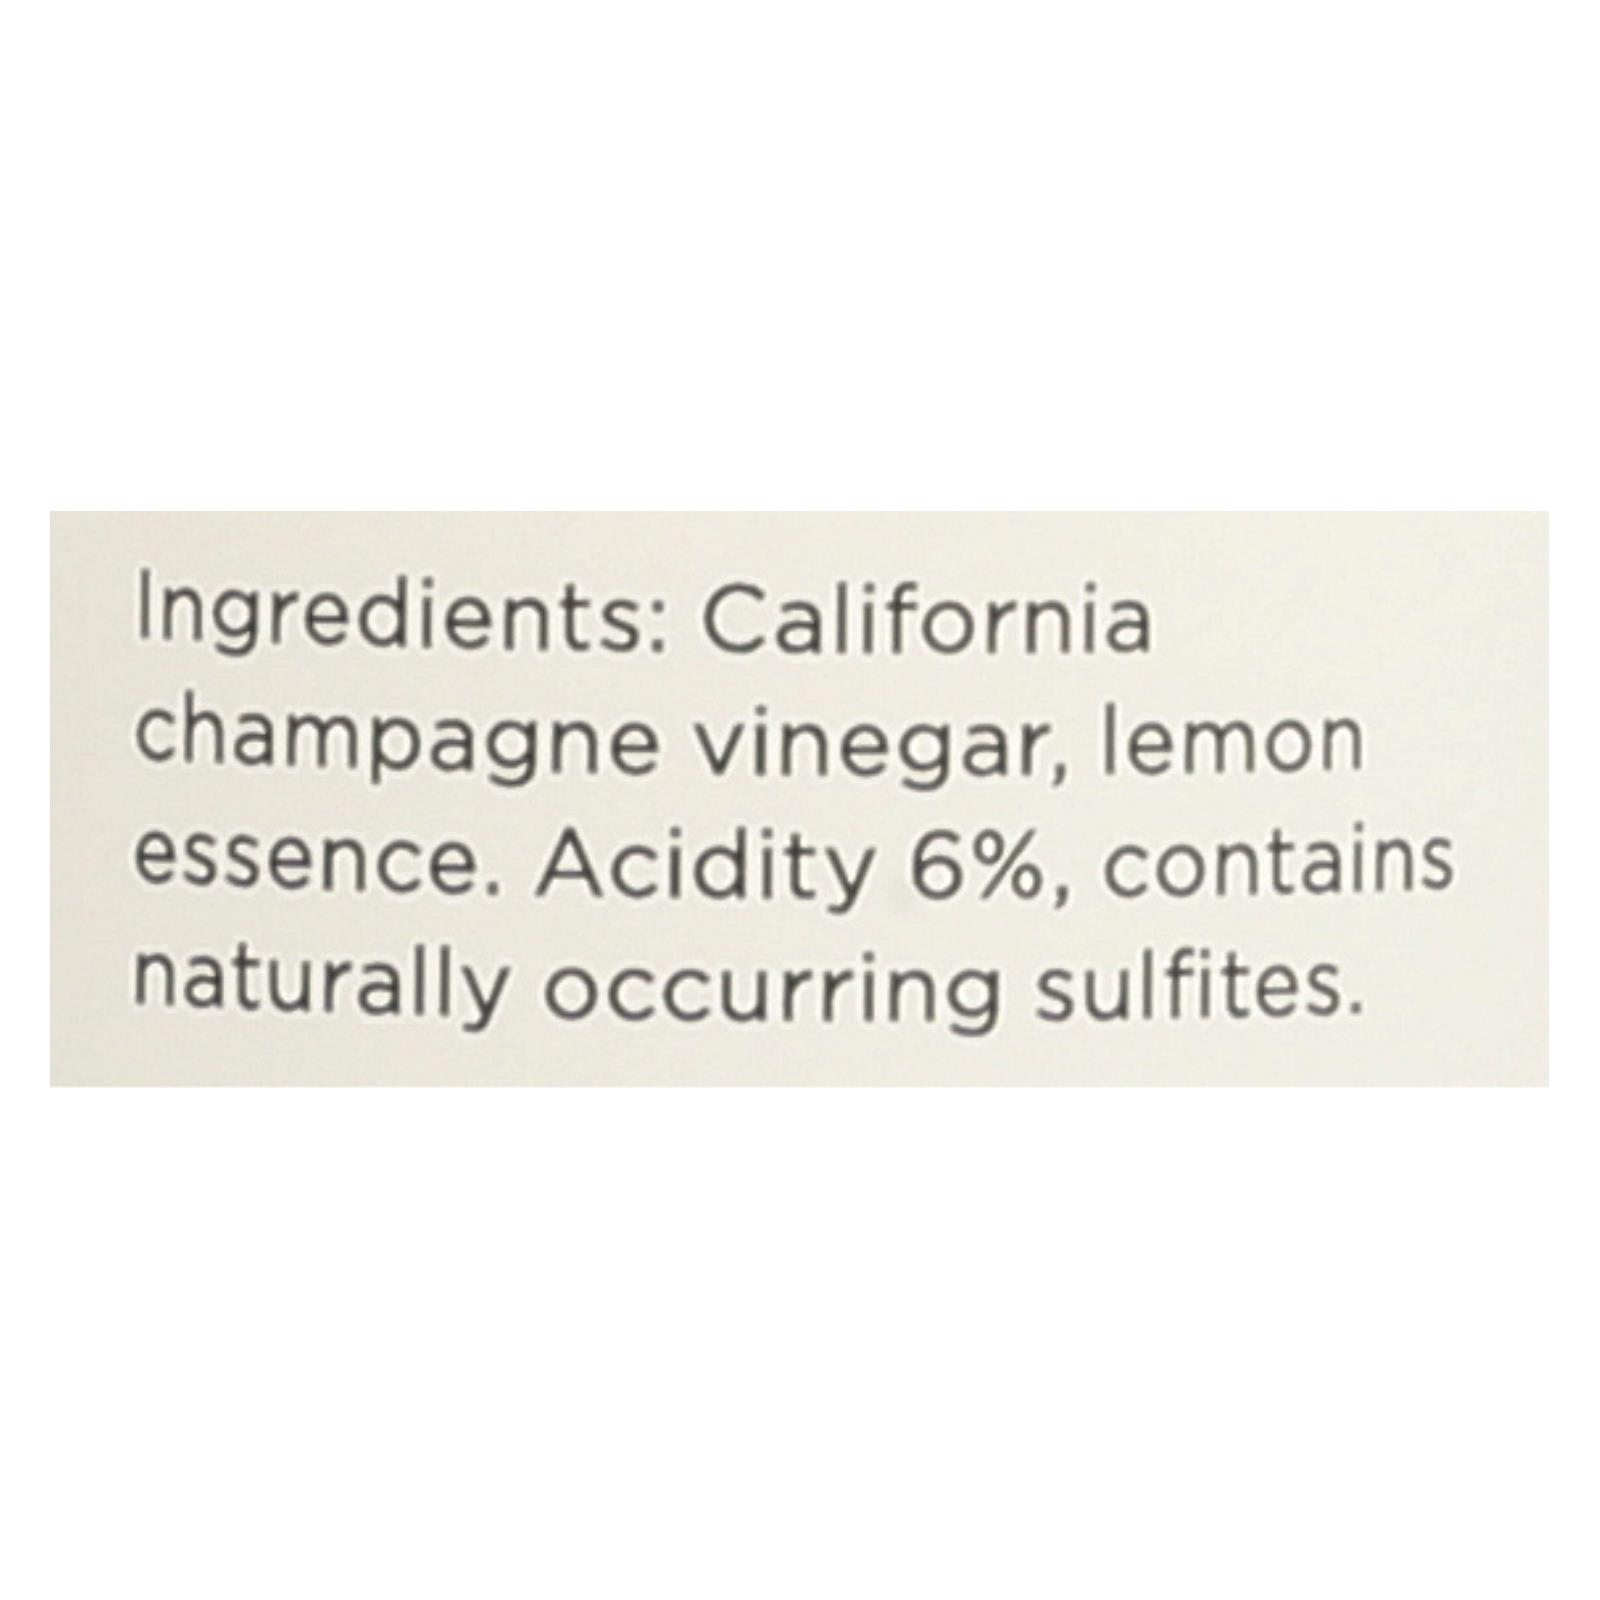 Ingredients: California
champagne vinegar, lemon
essence. Acidity 6%, contains
naturally occurring sulfites.